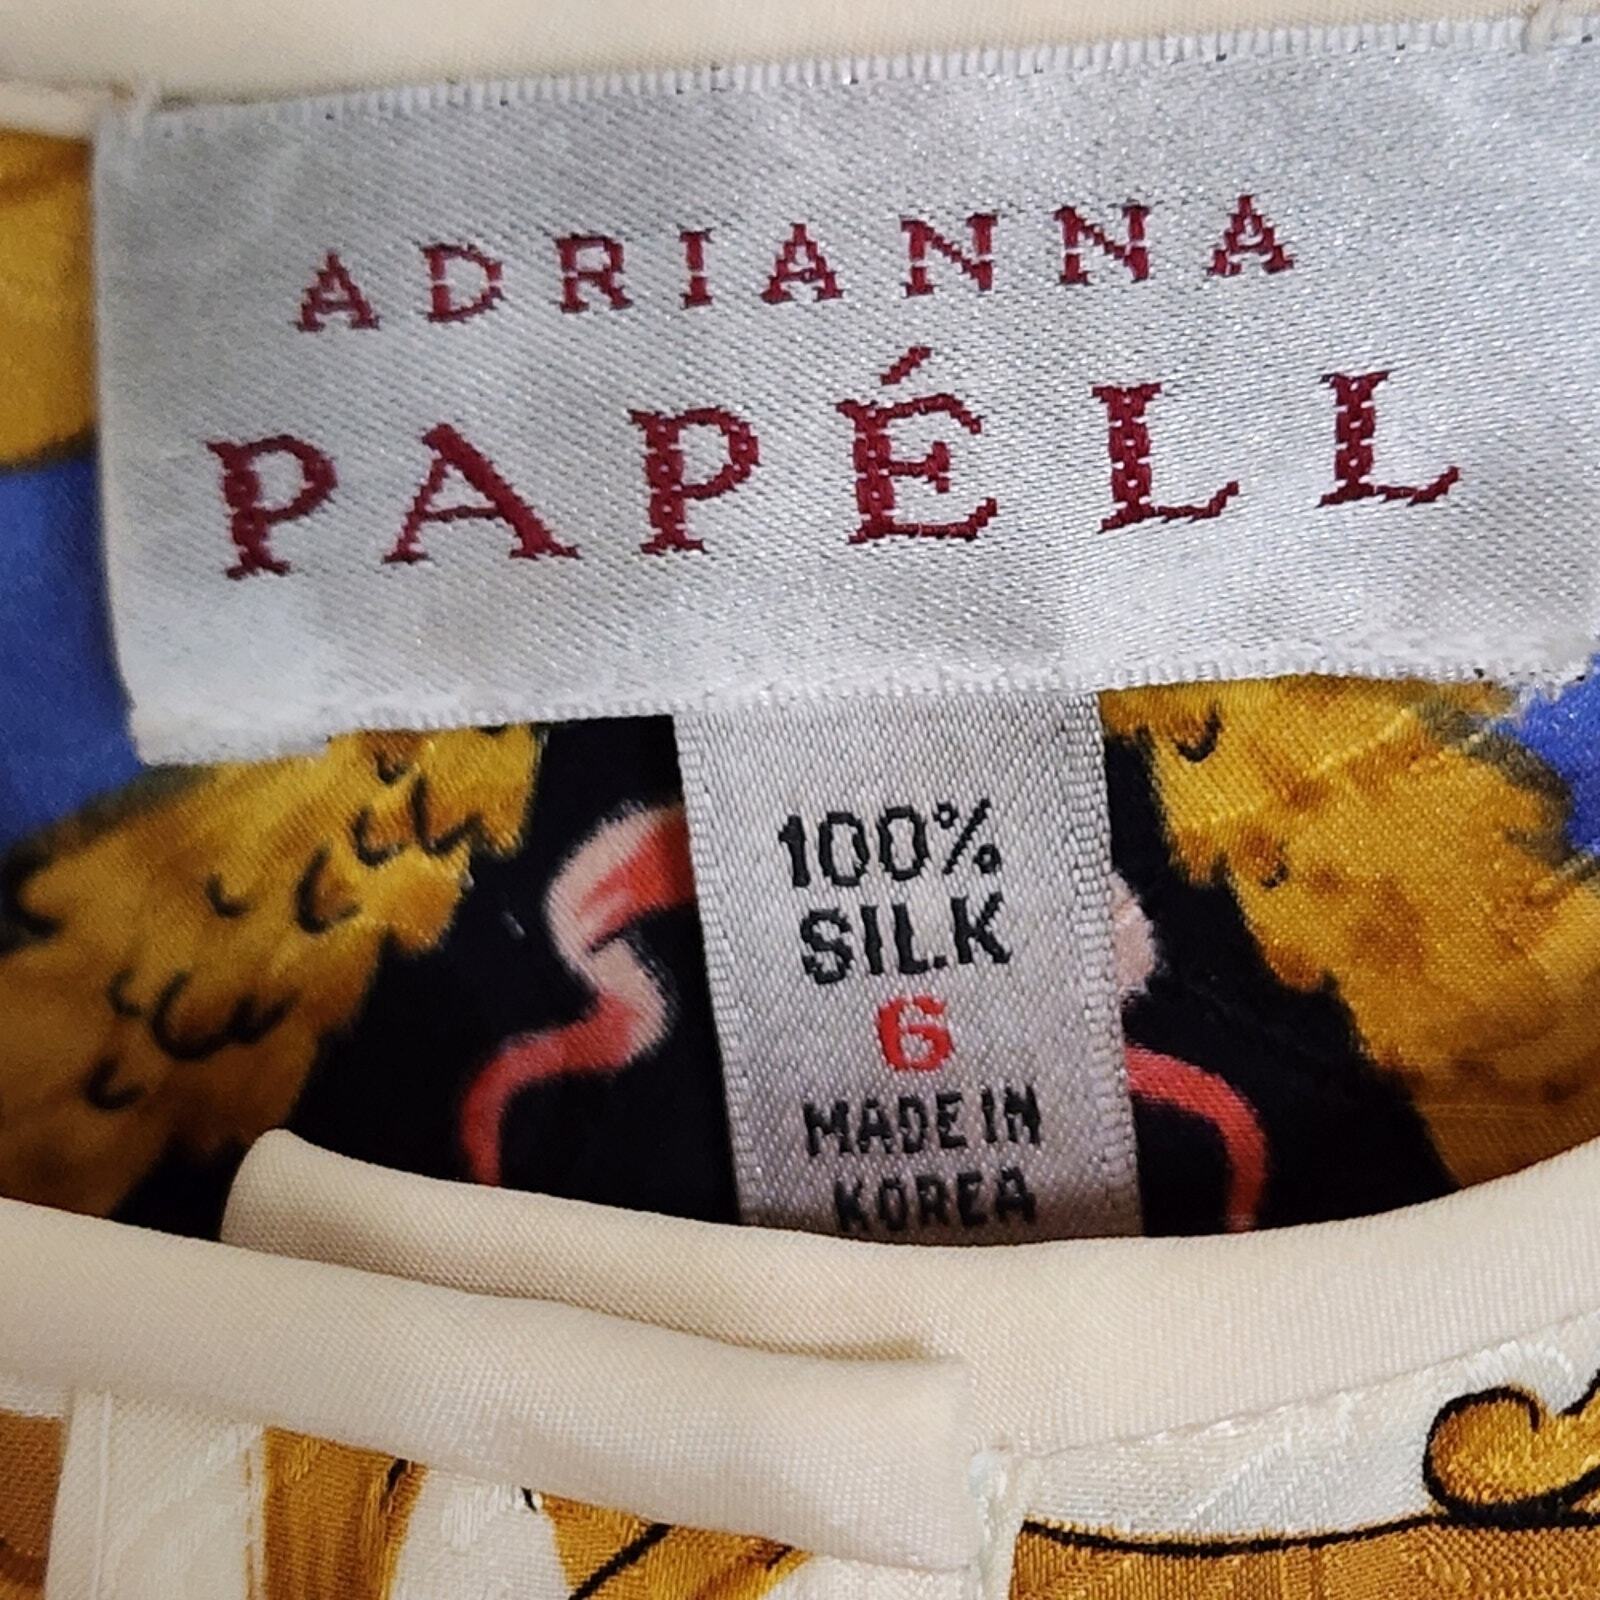 ADRIANNA
PAPÉLL
100%
SILK
6
MADE IN
KOREA